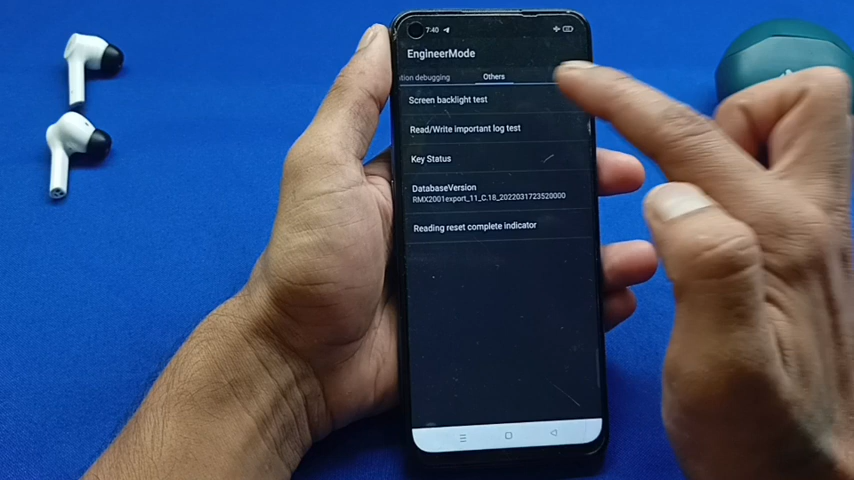 7:40
EngineerMode
tion debugging Others
Screen backlight test
Read/Write important log test
Key Status
DatabaseVersion
RMX2001export_11_C.18_2022031723520000
Reading reset complete indicator